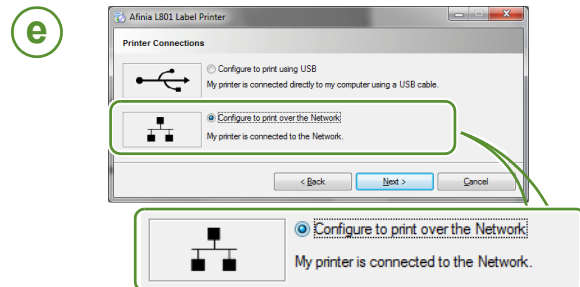 e
Afinia L801 Label Printer
Printer Connections
Configure to print using USB
My printer is connected directly to my computer using a USB cable.
Configure to print over the Network
My printer is connected to the Network.
< Back Next > Cancel
Configure to print over the Network
My printer is connected to the Network.